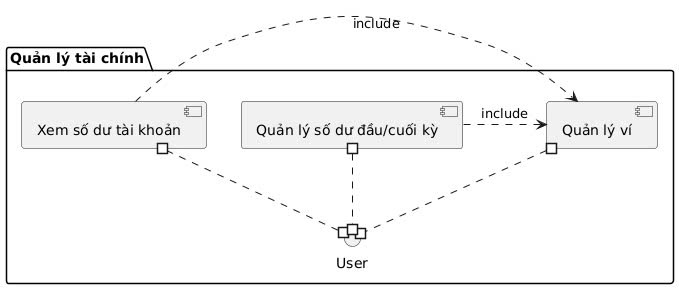 include
Quản lý tài chính
Xem số dư tài khoản
Quản lý số dư đầu/cuối kỳ
include
Quản lý ví
User